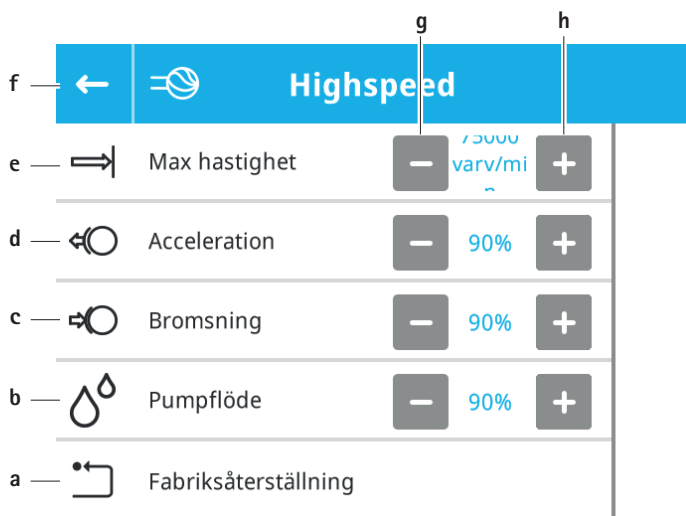 g h
f Highspeed
e Max hastighet 75000
varv/mi
n
d Acceleration 90%
c Bromsning 90%
b Pumpflöde 90%
a Fabriksåterställning